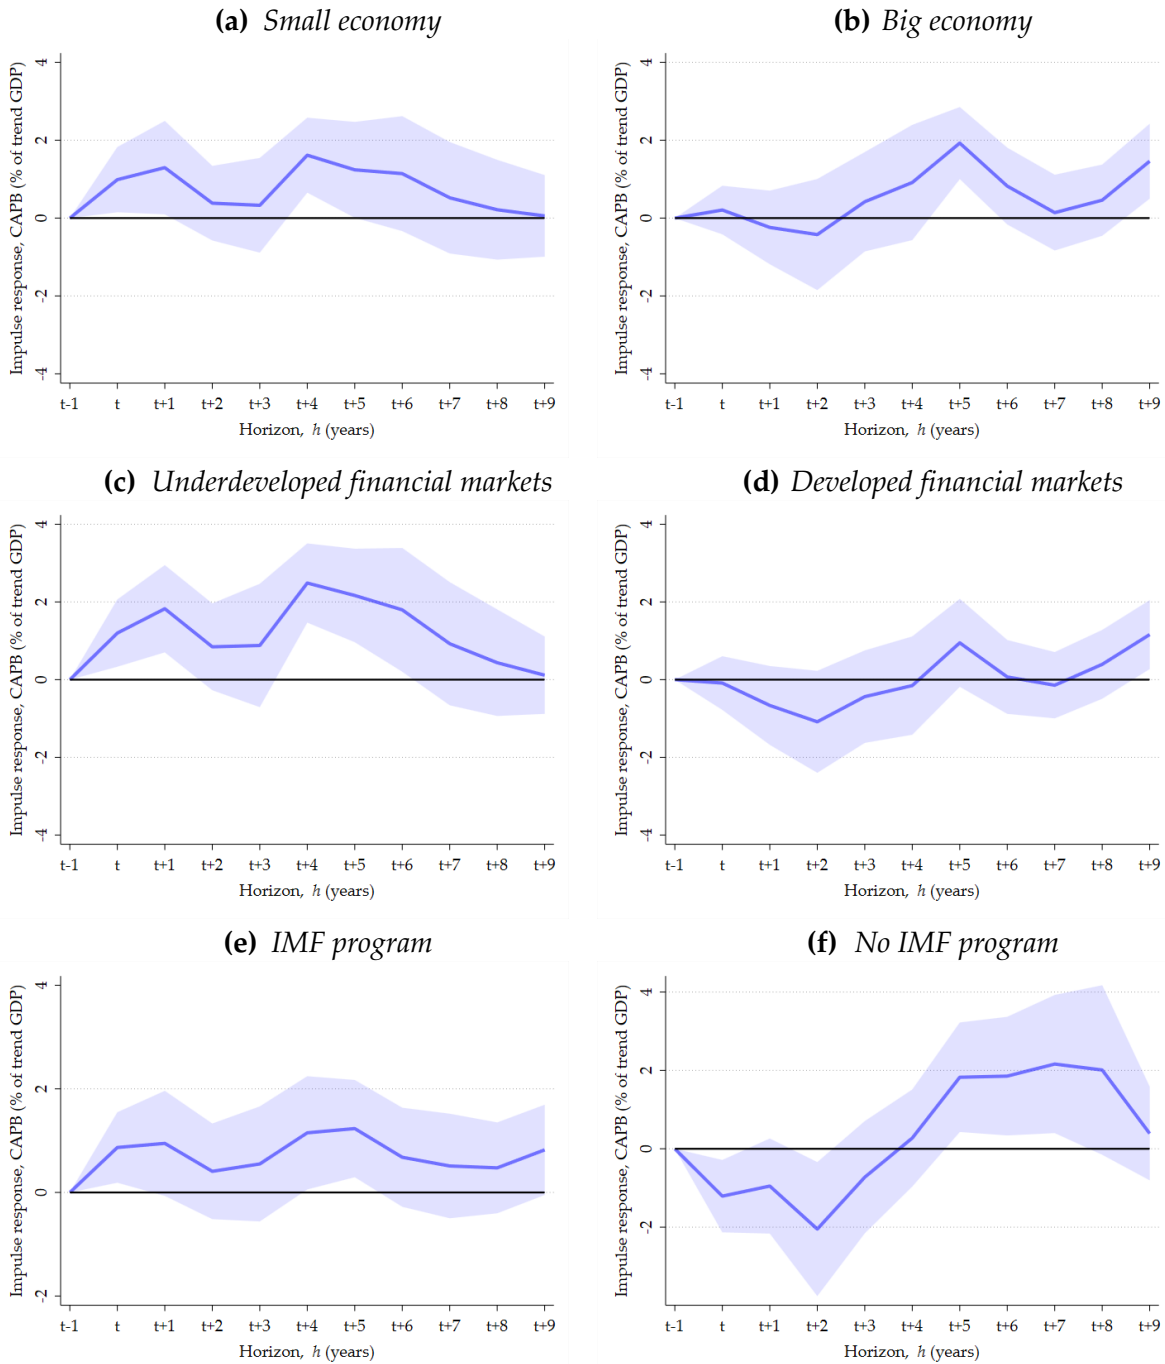 (a) Small economy
Impulse response, CAPB (% of trend GDP)
4
2
0
-2
-4
t-1 t t+1 t+2 t+3 t+4 t+5 t+6 t+7 t+8 t+9
Horizon, h (years)
(b) Big economy
Impulse response, CAPB (% of trend GDP)
4
2
0
-2
-4
t-1 t t+1 t+2 t+3 t+4 t+5 t+6 t+7 t+8 t+9
Horizon, h (years)
(c) Underdeveloped financial markets
Impulse response, CAPB (% of trend GDP)
4
2
0
-2
-4
t-1 t t+1 t+2 t+3 t+4 t+5 t+6 t+7 t+8 t+9
Horizon, h (years)
(d) Developed financial markets
Impulse response, CAPB (% of trend GDP)
4
2
0
-2
-4
t-1 t t+1 t+2 t+3 t+4 t+5 t+6 t+7 t+8 t+9
Horizon, h (years)
(e) IMF program
Impulse response, CAPB (% of trend GDP)
4
2
0
-2
t-1 t t+1 t+2 t+3 t+4 t+5 t+6 t+7 t+8 t+9
Horizon, h (years)
(f) No IMF program
Impulse response, CAPB (% of trend GDP)
4
2
0
-2
t-1 t t+1 t+2 t+3 t+4 t+5 t+6 t+7 t+8 t+9
Horizon, h (years)